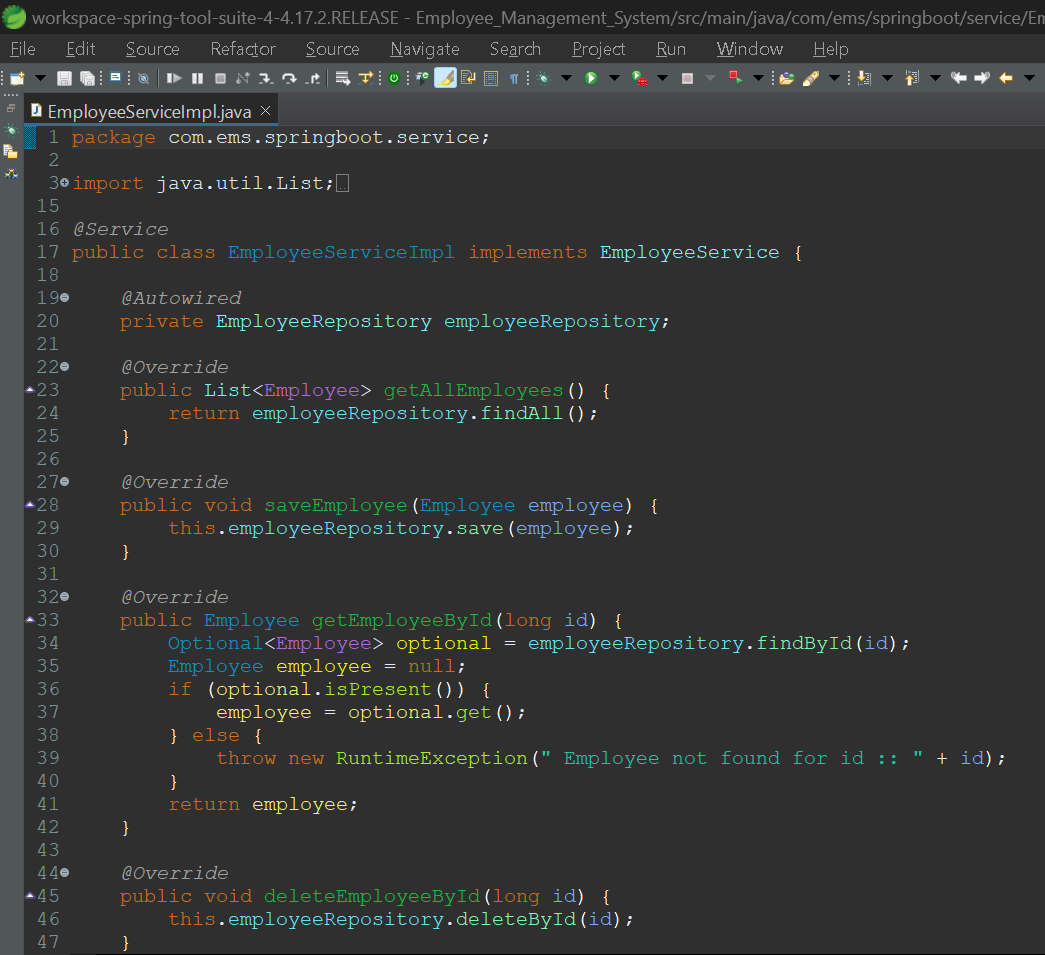 workspace-spring-tool-suite-4-4.17.2.RELEASE - Employee_Management_System/src/main/java/com/ems/springboot/service/Em
File Edit Source Refactor Source Navigate Search Project Run Window Help
EmployeeServiceImpl.java
1 package com.ems.springboot.service;
2
3 import java.util.List;
15
16 @Service
17 public class EmployeeServiceImpl implements EmployeeService {
18
19 @Autowired
20 private EmployeeRepository employeeRepository;
21
22 @Override
23 public List<Employee> getAllEmployees() {
24 return employeeRepository.findAll();
25 }
26
27 @Override
28 public void saveEmployee(Employee employee) {
29 this.employeeRepository.save(employee);
30 }
31
32 @Override
33 public Employee getEmployeeById(long id) {
34 Optional<Employee> optional = employeeRepository.findById(id);
35 Employee employee = null;
36 if (optional.isPresent()) {
37 employee = optional.get();
38 } else {
39 throw new RuntimeException(" Employee not found for id :: " + id);
40 }
41 return employee;
42 }
43
44 @Override
45 public void deleteEmployeeById(long id) {
46 this.employeeRepository.deleteById(id);
47 }